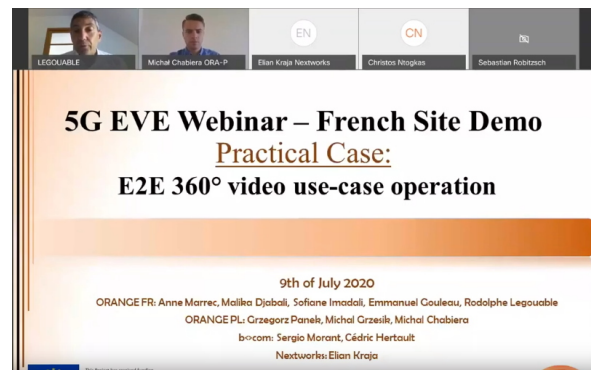 EN
CN
LEGOUABLE
Michał Chabiera ORA-P
Elian Kraja Nextworks
Christos Ntogkas
Sebastian Robitzsch
5G EVE Webinar – French Site Demo
Practical Case:
E2E 360° video use-case operation
9th of July 2020
ORANGE FR: Anne Marrec, Malika Djabali, Sofiane Imadali, Emmanuel Gouleau, Rodolphe Legouable
ORANGE PL: Grzegorz Panek, Michal Grzesik, Michal Chabiera
b<>com: Sergio Morant, Cédric Hertault
Nextworks: Elian Kraja